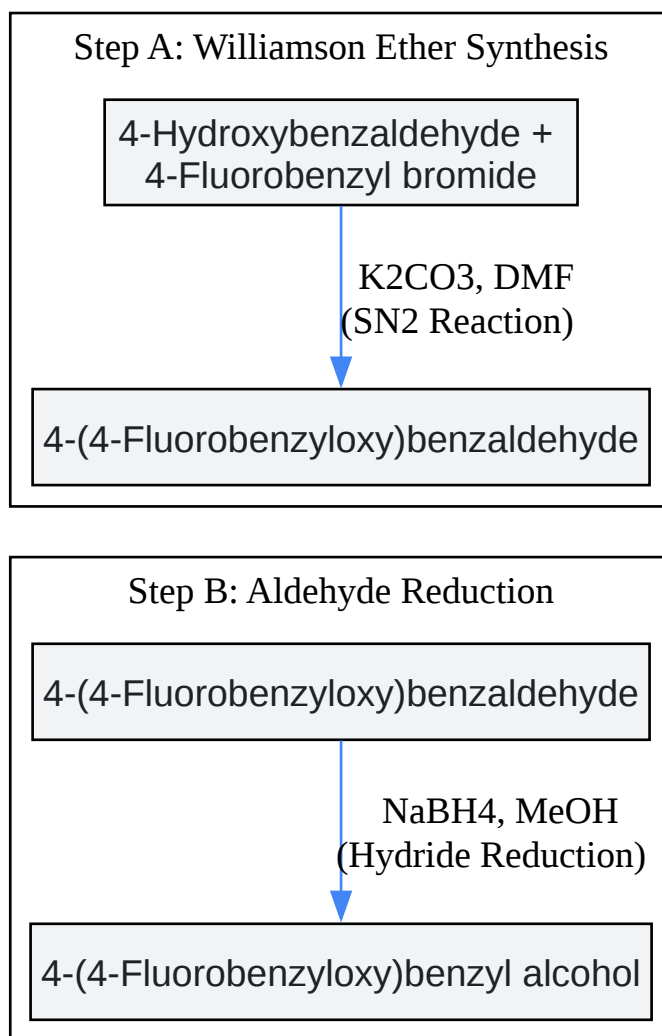 Step A: Williamson Ether Synthesis
4-Hydroxybenzaldehyde +
4-Fluorobenzyl bromide
K2CO3, DMF
(SN2 Reaction)
4-(4-Fluorobenzyloxy)benzaldehyde
Step B: Aldehyde Reduction
4-(4-Fluorobenzyloxy)benzaldehyde
NaBH4, MeOH
(Hydride Reduction)
4-(4-Fluorobenzyloxy)benzyl alcohol